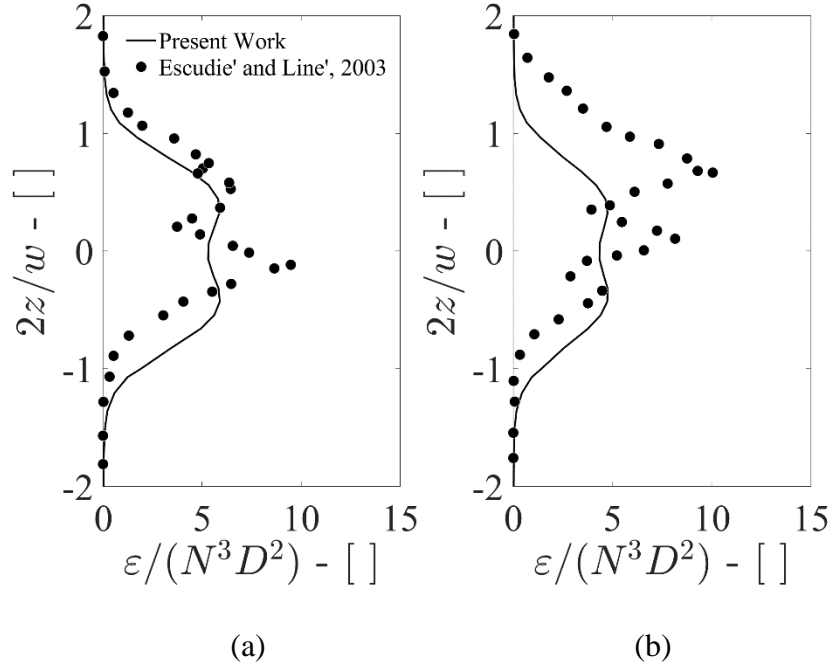 2
1
0
-1
-2
2z/w - [ ]
Present Work
Escudie' and Line', 2003
0 5 10 15
ε/(N³D²) - [ ]
(a)
2
1
0
-1
-2
2z/w - [ ]
0 5 10 15
ε/(N³D²) - [ ]
(b)